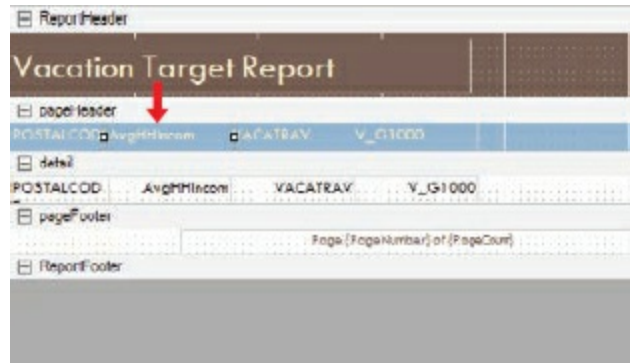 ReportHeader
Vacation Target Report
pageHeader
POSTALCOD AvgHHIncom VACATRAV V_G1000
detail
POSTALCOD AvgHHIncom VACATRAV V_G1000
pageFooter
Page {PageNumber} of {PageCount}
ReportFooter